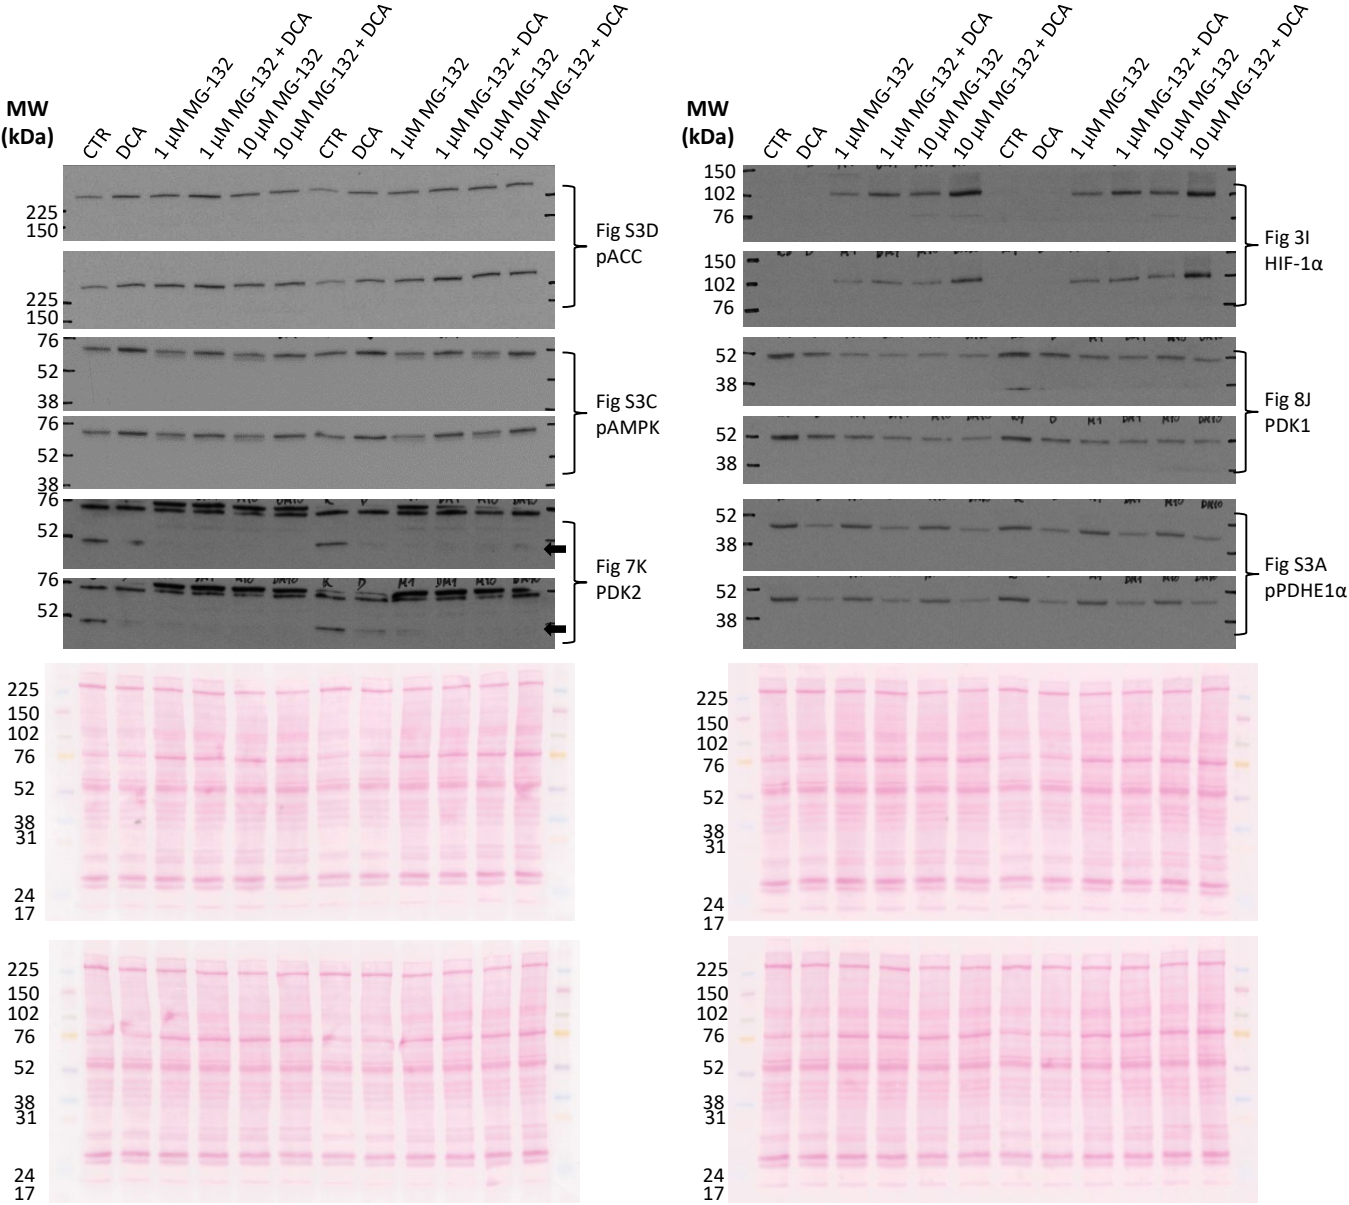 MW
(kDa)
CTR
DCA
1 µM MG-132
1 µM MG-132 + DCA
10 µM MG-132
10 µM MG-132 + DCA
CTR
DCA
1 µM MG-132
1 µM MG-132 + DCA
10 µM MG-132
10 µM MG-132 + DCA
225
150
Fig S3D
pACC
225
150
76
52
38
Fig S3C
pAMPK
76
52
38
76
52
Fig 7K
PDK2
76
52
R D M1 DM1 M10 DM10
225
150
102
76
52
38
31
24
17
225
150
102
76
52
38
31
24
17
MW
(kDa)
CTR
DCA
1 µM MG-132
1 µM MG-132 + DCA
10 µM MG-132
10 µM MG-132 + DCA
CTR
DCA
1 µM MG-132
1 µM MG-132 + DCA
10 µM MG-132
10 µM MG-132 + DCA
150
102
76
Fig 3I
HIF-1α
150
102
76
52
38
Fig 8J
PDK1
52
38
52
38
Fig S3A
pPDHE1α
52
38
225
150
102
76
52
38
31
24
17
225
150
102
76
52
38
31
24
17